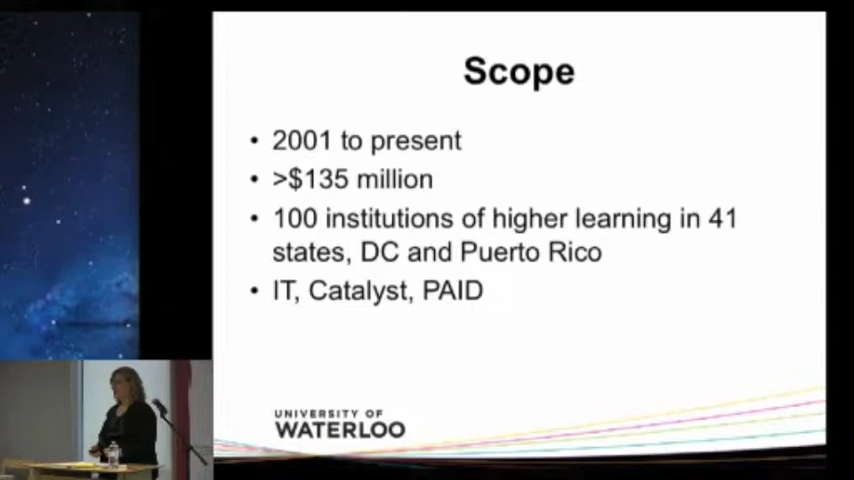 Scope
• 2001 to present
• >$135 million
• 100 institutions of higher learning in 41
states, DC and Puerto Rico
• IT, Catalyst, PAID
UNIVERSITY OF
WATERLOO